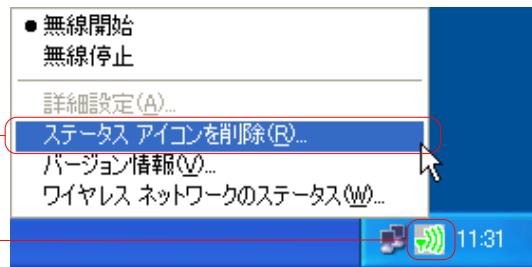 ● 無線開始
無線停止
詳細設定(A)...
ステータス アイコンを削除(R)...
バージョン情報(V)...
ワイヤレス ネットワークのステータス(W)...
11:31